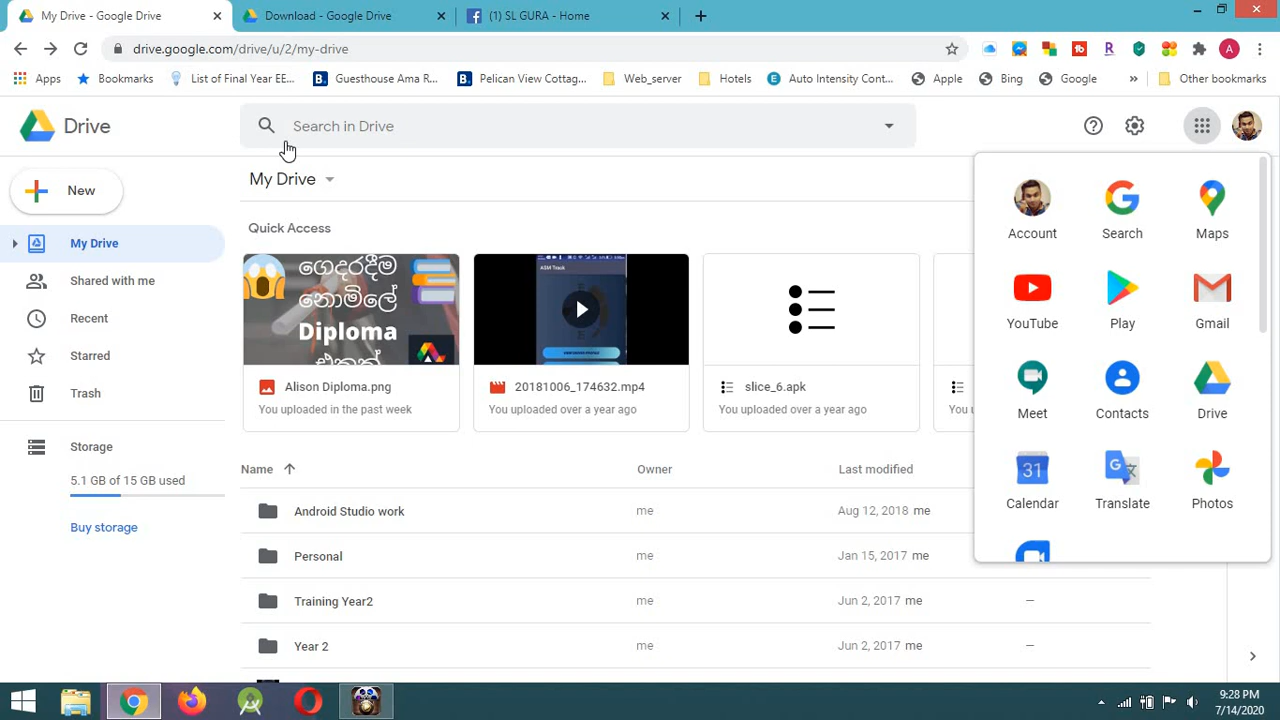 My Drive - Google Drive
Download - Google Drive
(1) SL GURA - Home
drive.google.com/drive/u/2/my-drive
A
Apps
Bookmarks
List of Final Year EE...
Guesthouse Ama R...
Pelican View Cottag...
Web_server
Hotels
Auto Intensity Cont...
Apple
Bing
Google
Other bookmarks
Drive
Search in Drive
New
My Drive
Shared with me
Recent
Starred
Trash
Storage
5.1 GB of 15 GB used
Buy storage
My Drive
Quick Access
ගෙදරදීම
නොමිලේ
Diploma
එකක්
Alison Diploma.png
You uploaded in the past week
ASM Track
20181006_174632.mp4
You uploaded over a year ago
slice_6.apk
You uploaded over a year ago
You u
Name
Owner
Last modified
Android Studio work
me
Aug 12, 2018 me
Personal
me
Jan 15, 2017 me
Training Year2
me
Jun 2, 2017 me
—
Year 2
me
Jun 2, 2017 me
—
Account
Search
Maps
YouTube
Play
Gmail
Meet
Contacts
Drive
31
Calendar
Translate
Photos
9:28 PM
7/14/2020